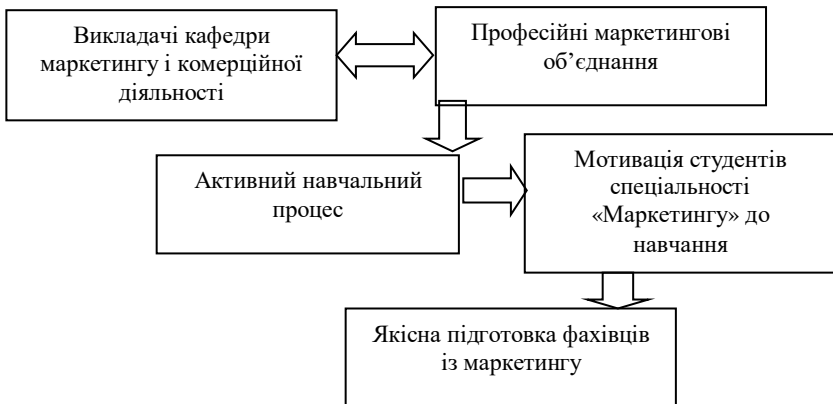 Викладачі кафедри
маркетингу і комерційної
діяльності
Професійні маркетингові
об’єднання
Активний навчальний
процес
Мотивація студентів
спеціальності
«Маркетингу» до
навчання
Якісна підготовка фахівців
із маркетингу